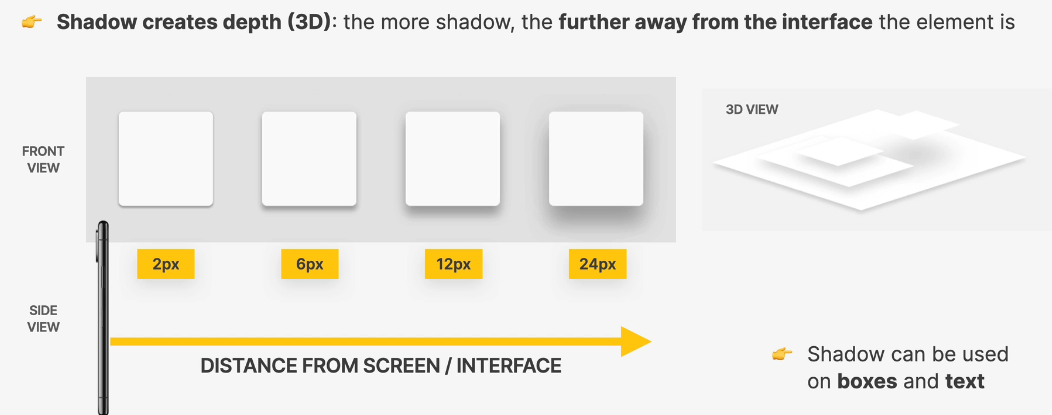 👉 Shadow creates depth (3D): the more shadow, the further away from the interface the element is
3D VIEW
FRONT
VIEW
2px
6px
12px
24px
SIDE
VIEW
DISTANCE FROM SCREEN / INTERFACE
👉 Shadow can be used
on boxes and text